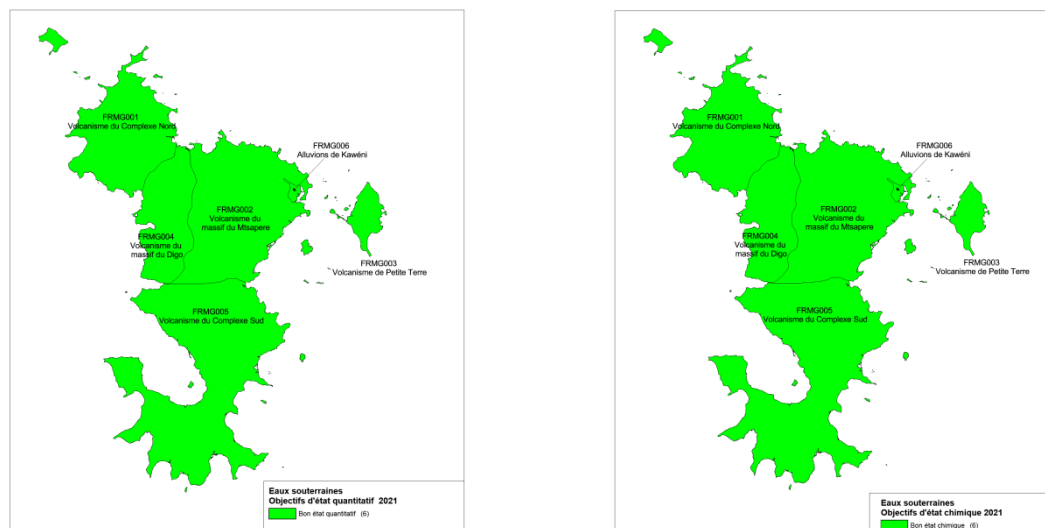 FRMG001
Volcanisme du Complexe Nord
FRMG006
Alluvions de Kawéni
FRMG002
Volcanisme du
massif du Mtsapere
FRMG004
Volcanisme du
massif du Digo
FRMG003
Volcanisme de Petite Terre
FRMG005
Volcanisme du Complexe Sud
Eaux souterraines
Objectifs d'état quantitatif 2021
Bon état quantitatif (6)
FRMG001
Volcanisme du Complexe Nord
FRMG006
Alluvions de Kawéni
FRMG002
Volcanisme du
massif du Mtsapere
FRMG004
Volcanisme du
massif du Digo
FRMG003
Volcanisme de Petite Terre
FRMG005
Volcanisme du Complexe Sud
Eaux souterraines
Objectifs d'état chimique 2021
Bon état chimique (6)